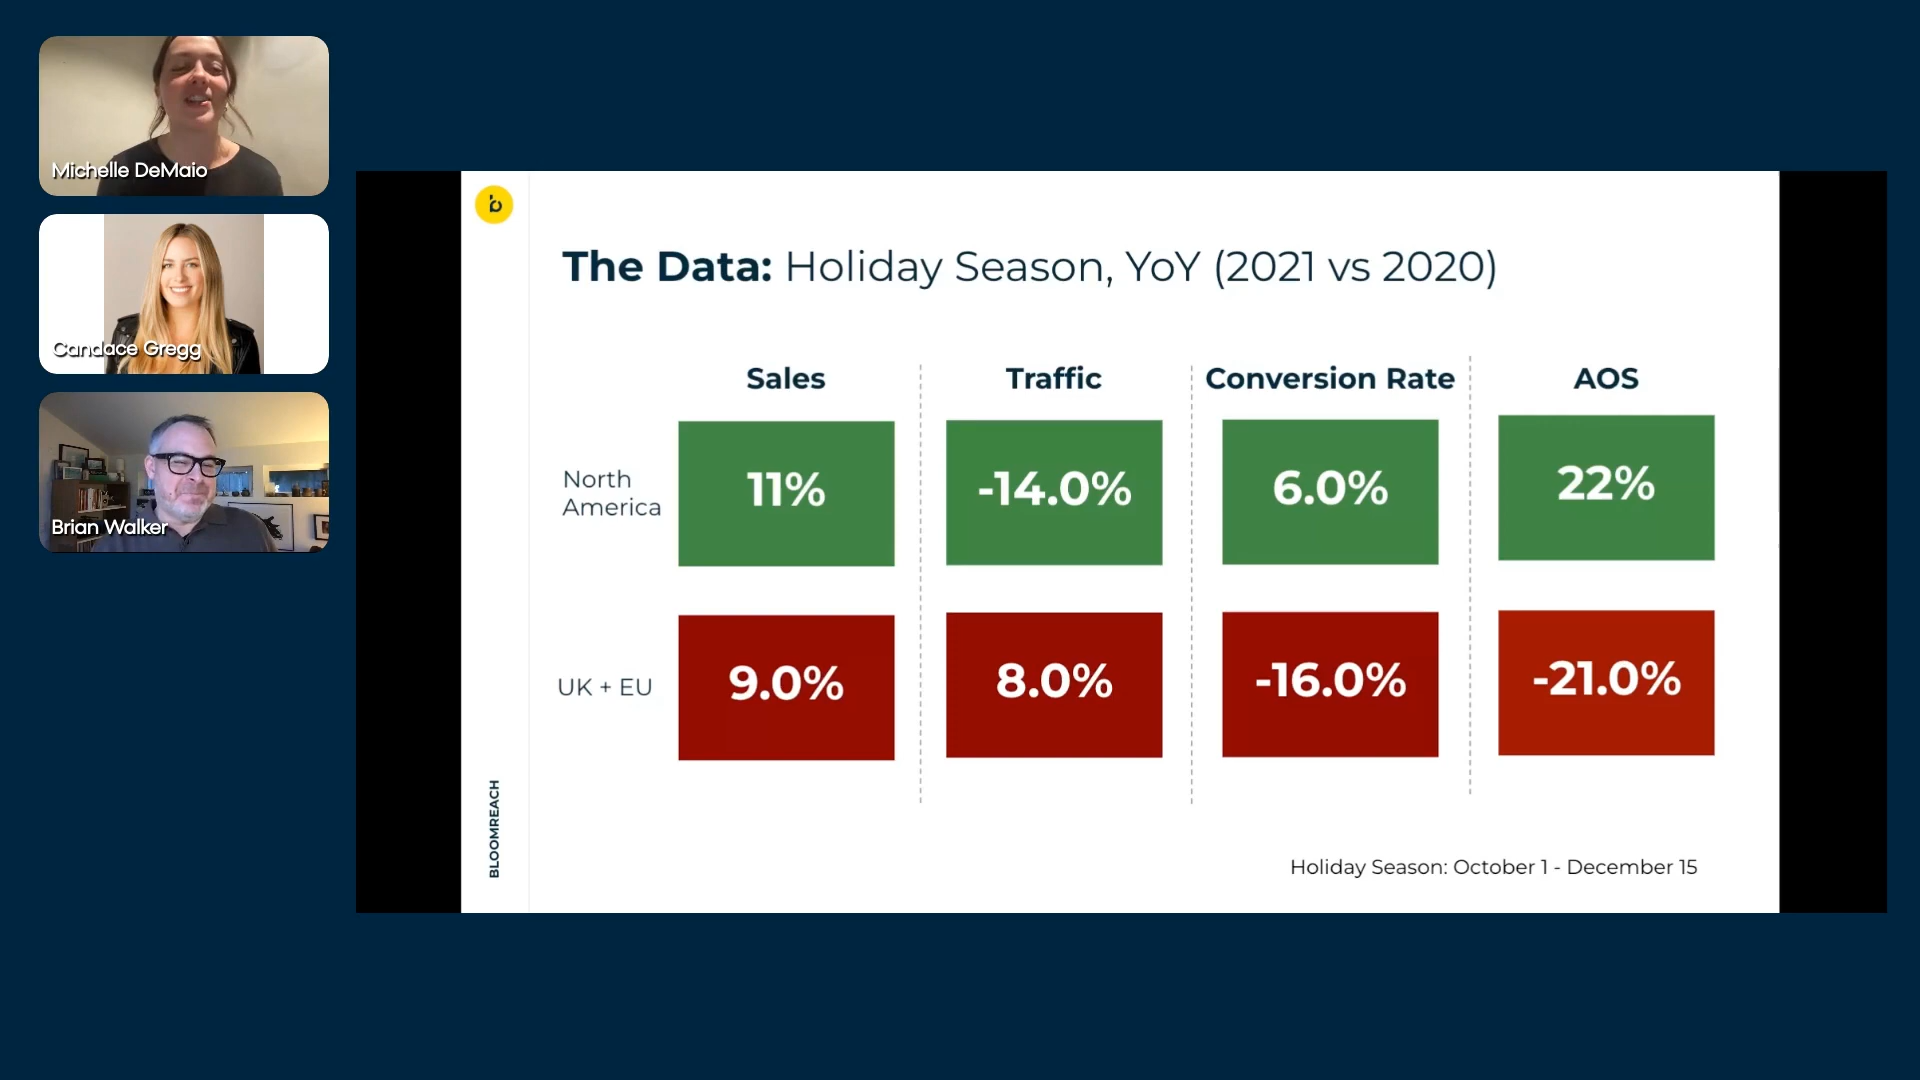 Michelle DeMaio
Candace Gregg
Brian Walker
The Data: Holiday Season, YoY (2021 vs 2020)
Sales Traffic Conversion Rate AOS
North
America
11% -14.0% 6.0% 22%
UK + EU
9.0% 8.0% -16.0% -21.0%
Holiday Season: October 1 - December 15
BLOOMREACH